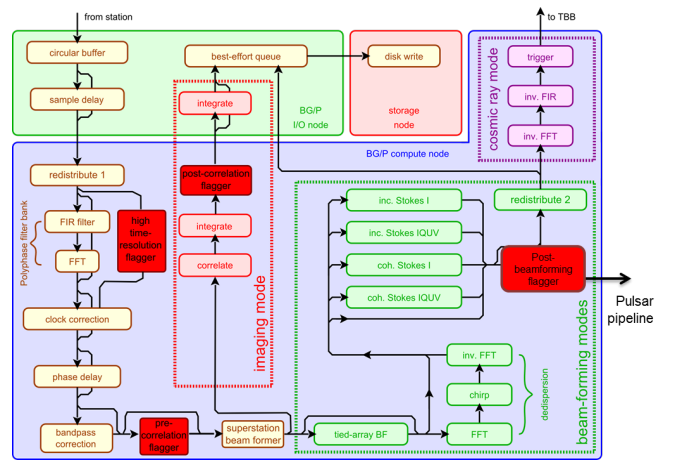 from station
to TBB
circular buffer
best-effort queue
disk write
trigger
sample delay
integrate
inv. FIR
BG/P
I/O node
storage
node
inv. FFT
cosmic ray mode
BG/P compute node
redistribute 1
post-correlation
flagger
inc. Stokes I
redistribute 2
FIR filter
high
time-
resolution
flagger
integrate
inc. Stokes IQUV
Polyphase filter bank
FFT
correlate
coh. Stokes I
Post-
beamforming
flagger
coh. Stokes IQUV
Pulsar
pipeline
clock correction
imaging mode
inv. FFT
phase delay
chirp
dedispersion
beam-forming modes
bandpass
correction
pre-
correlation
flagger
superstation
beam former
tied-array BF
FFT